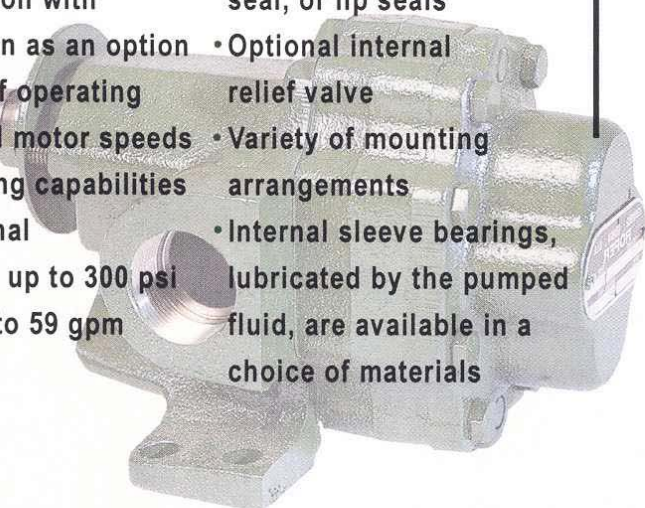 on with
n as an option
f operating
motor speeds
ng capabilities
nal
up to 300 psi
to 59 gpm
seal, or lip seals
• Optional internal
relief valve
• Variety of mounting
arrangements
• Internal sleeve bearings,
lubricated by the pumped
fluid, are available in a
choice of materials
ROPER